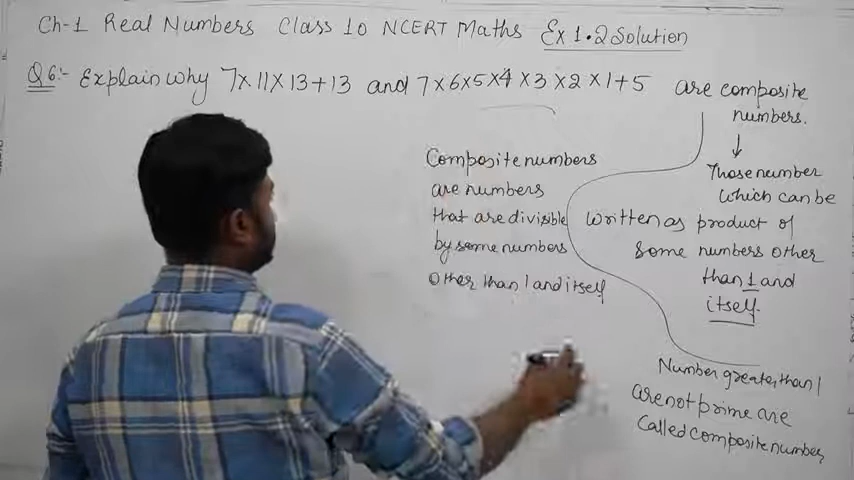 Ch-1 Real Numbers Class 10 NCERT Maths Ex 1.2 Solution
Q6:- Explain why 7×11×13+13 and 7×6×5×4×3×2×1+5 are composite
numbers.
Composite numbers
are numbers
that are divisible
by some numbers
other than 1 and itself
Those number
which can be
written as product of
some numbers other
than 1 and
itself.
Number greater than 1
are not prime are
called composite number